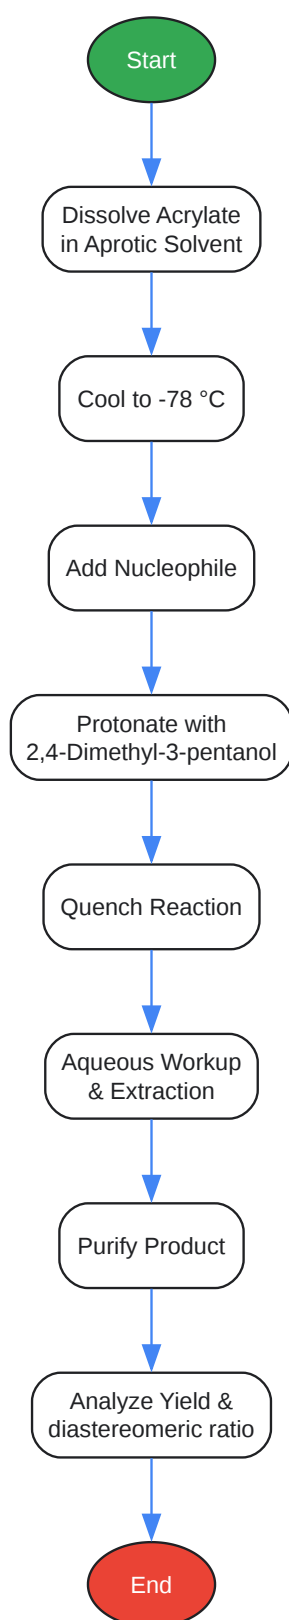 Start
Dissolve Acrylate
in Aprotic Solvent
Cool to -78 °C
Add Nucleophile
Protonate with
2,4-Dimethyl-3-pentanol
Quench Reaction
Aqueous Workup
& Extraction
Purify Product
Analyze Yield &
diastereomeric ratio
End